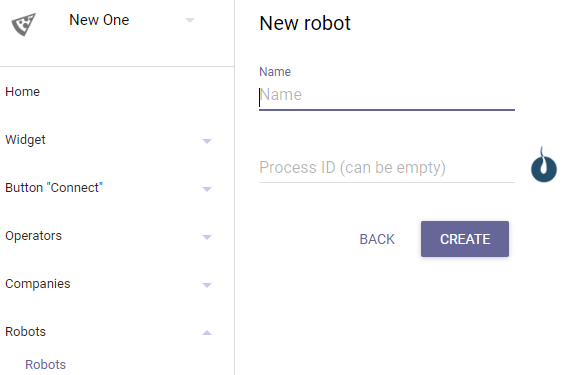 New One
Home
Widget
Button "Connect"
Operators
Companies
Robots
Robots
New robot
Name
Name
Process ID (can be empty)
BACK
CREATE